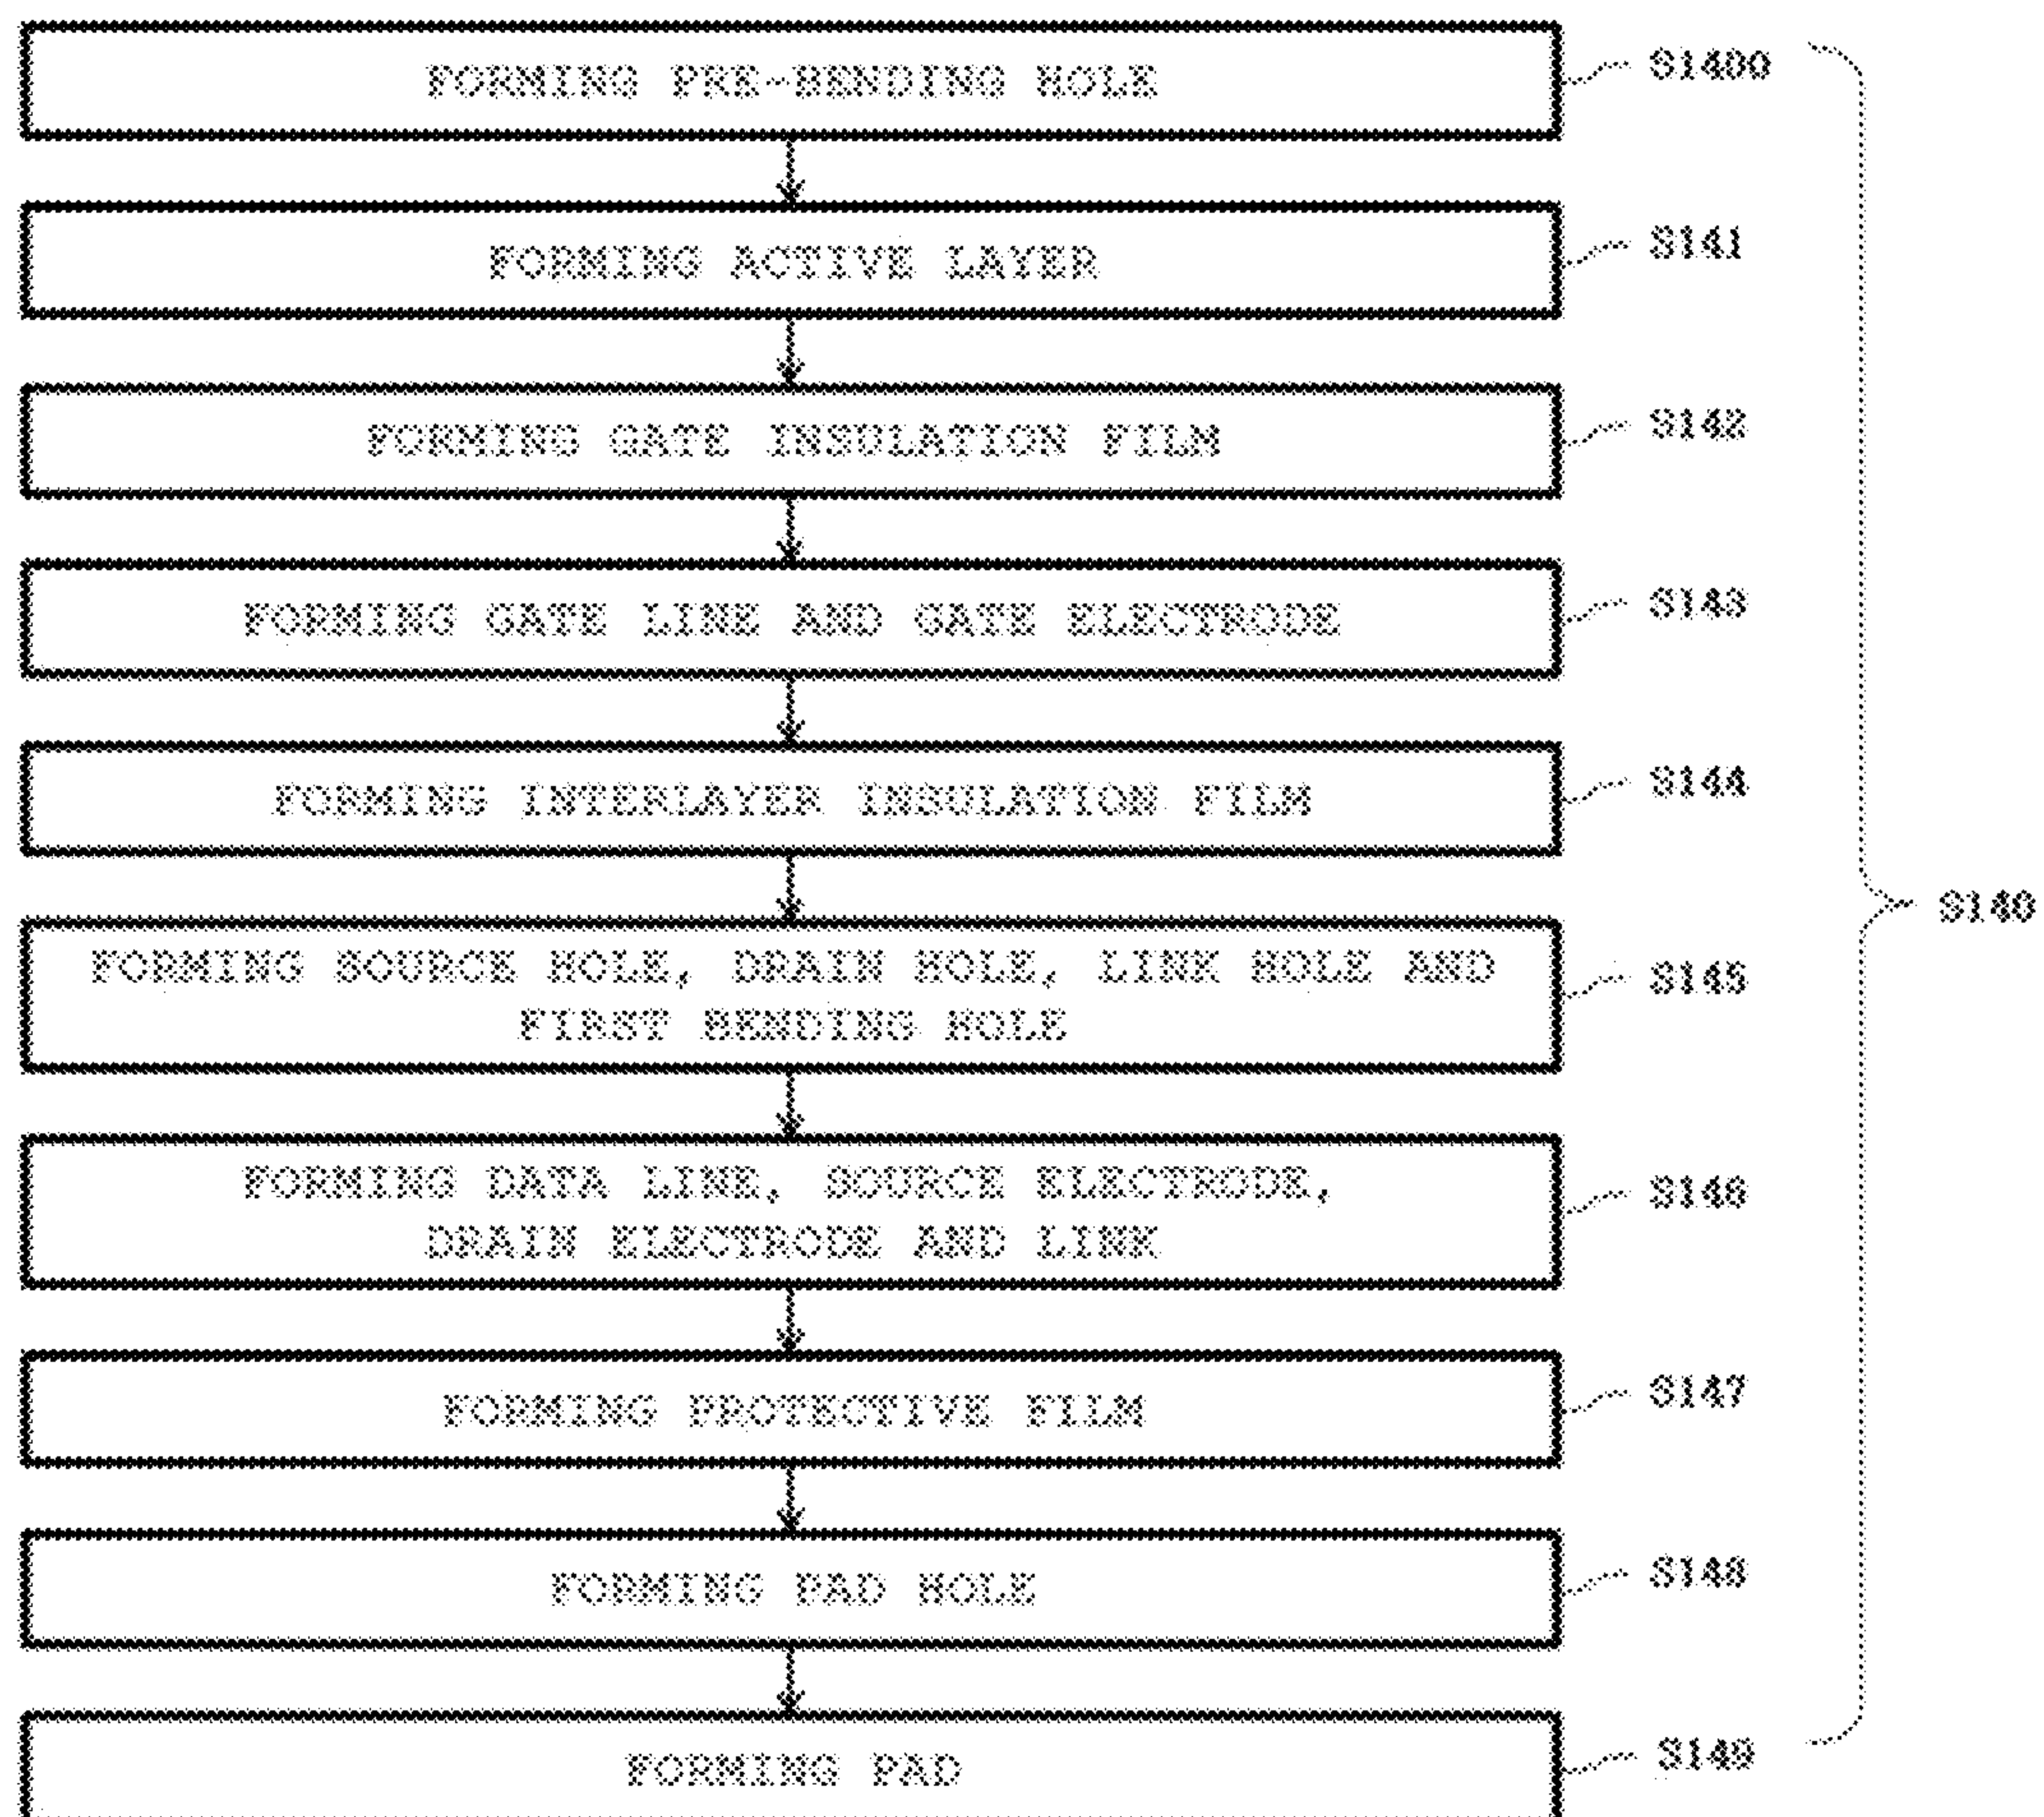 FORMING PRE-BENDING HOLE
S1400
FORMING ACTIVE LAYER
S141
FORMING GATE INSULATION FILM
S142
FORMING GATE LINE AND GATE ELECTRODE
S143
FORMING INTERLAYER INSULATION FILM
S144
S140
FORMING SOURCE HOLE, DRAIN HOLE, LINK HOLE AND
FIRST BENDING HOLE
S145
FORMING DATA LINE, SOURCE ELECTRODE,
DRAIN ELECTRODE AND LINK
S146
FORMING PROTECTIVE FILM
S147
FORMING PAD HOLE
S148
FORMING PAD
S149